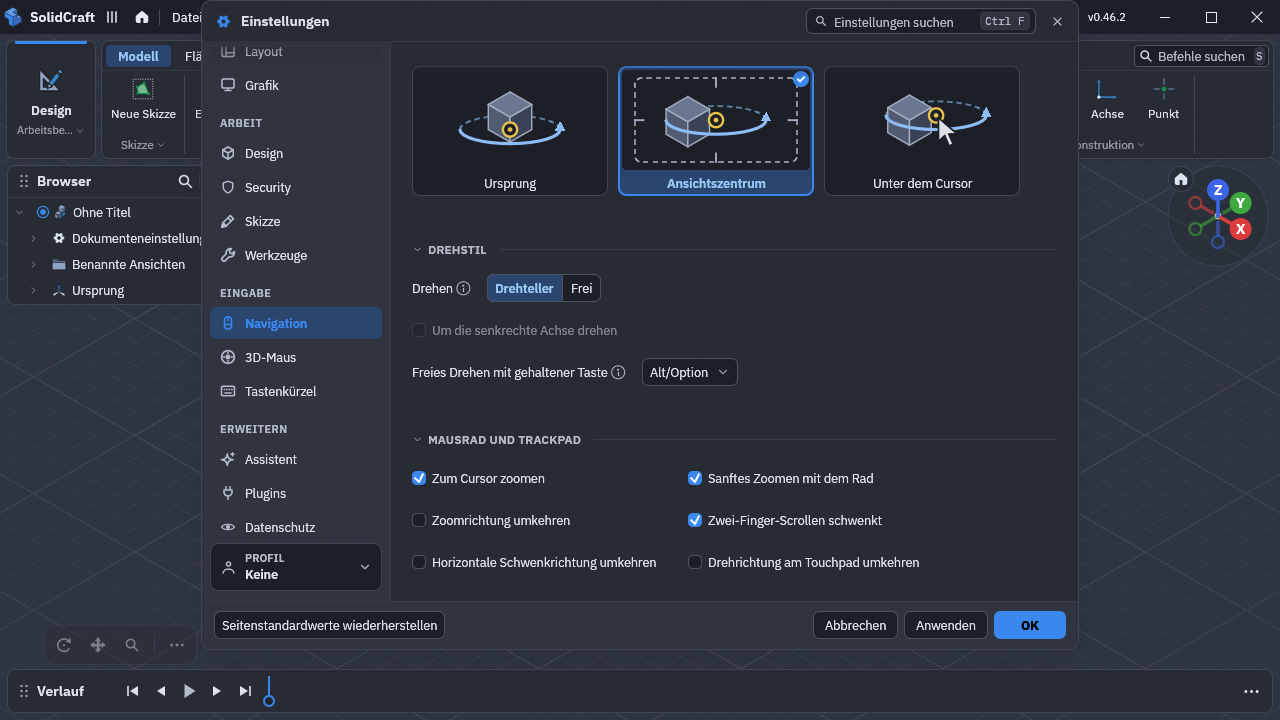 SolidCraft
Datei
Einstellungen
Einstellungen suchen
Ctrl F
v0.46.2
Modell
Flä
Befehle suchen
S
Design
Arbeitsbe...
Neue Skizze
E
Skizze
Achse
Punkt
onstruktion
Browser
Ohne Titel
Dokumenteneinstellung
Benannte Ansichten
Ursprung
Layout
Grafik
ARBEIT
Design
Security
Skizze
Werkzeuge
EINGABE
Navigation
3D-Maus
Tastenkürzel
ERWEITERN
Assistent
Plugins
Datenschutz
PROFIL
Keine
Ursprung
Ansichtszentrum
Unter dem Cursor
DREHSTIL
Drehen
Drehteller
Frei
Um die senkrechte Achse drehen
Freies Drehen mit gehaltener Taste
Alt/Option
MAUSRAD UND TRACKPAD
Zum Cursor zoomen
Sanftes Zoomen mit dem Rad
Zoomrichtung umkehren
Zwei-Finger-Scrollen schwenkt
Horizontale Schwenkrichtung umkehren
Drehrichtung am Touchpad umkehren
Seitenstandardwerte wiederherstellen
Abbrechen
Anwenden
OK
Z
Y
X
Verlauf